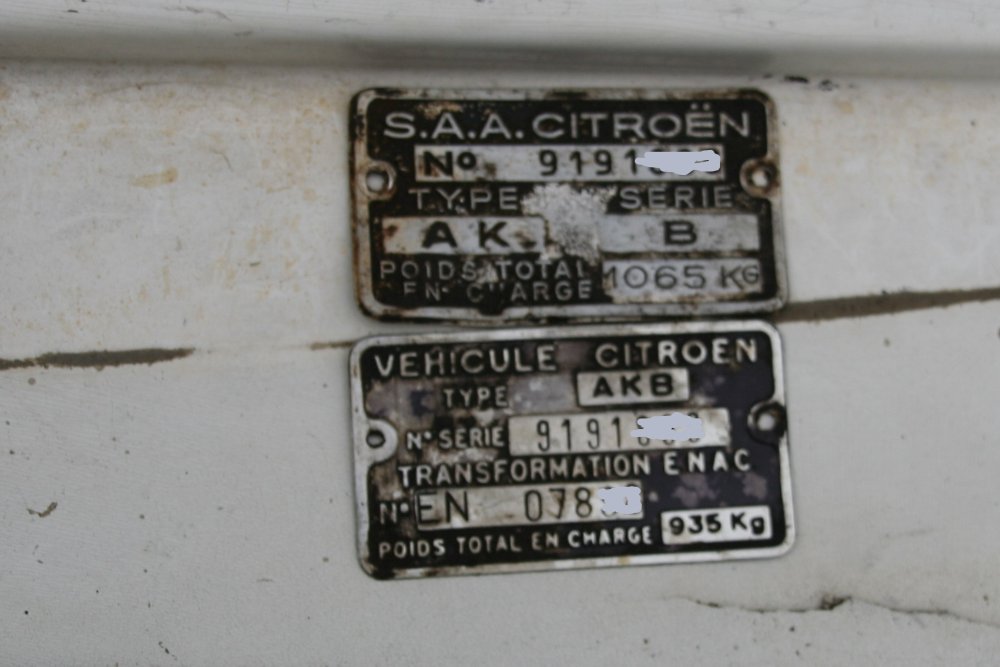 S.A.A. CITROËN
No 9191
TYPE SERIE
AK B
POIDS TOTAL
EN CHARGE 1065 KG
VEHICULE CITROEN
TYPE AKB
N° SERIE 9191
TRANSFORMATION ENAC
N° EN 078
POIDS TOTAL EN CHARGE 935 Kg